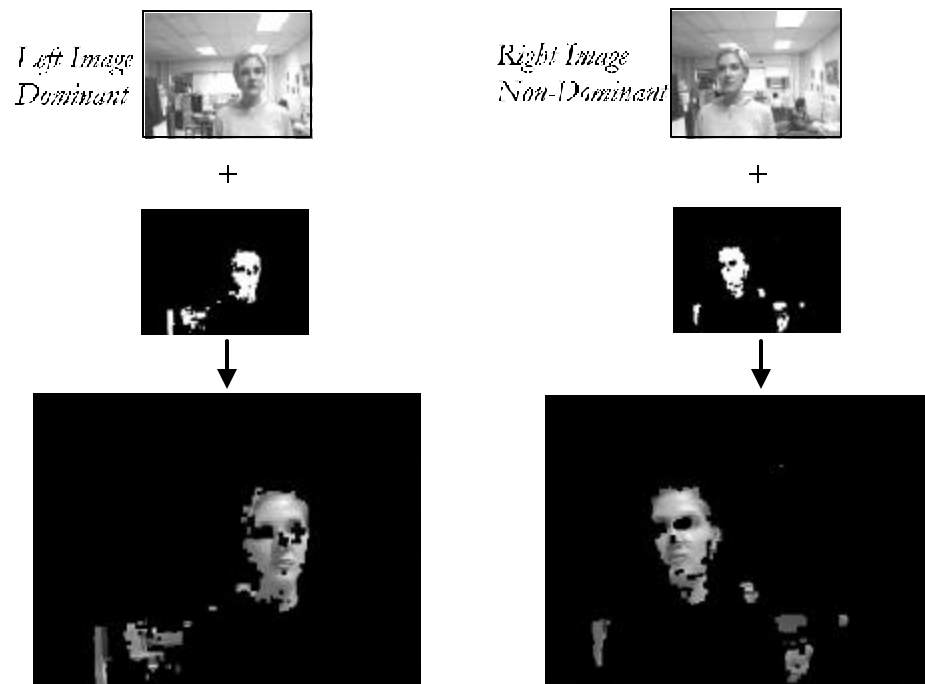 Left Image
Dominant
Right Image
Non-Dominant
+
+